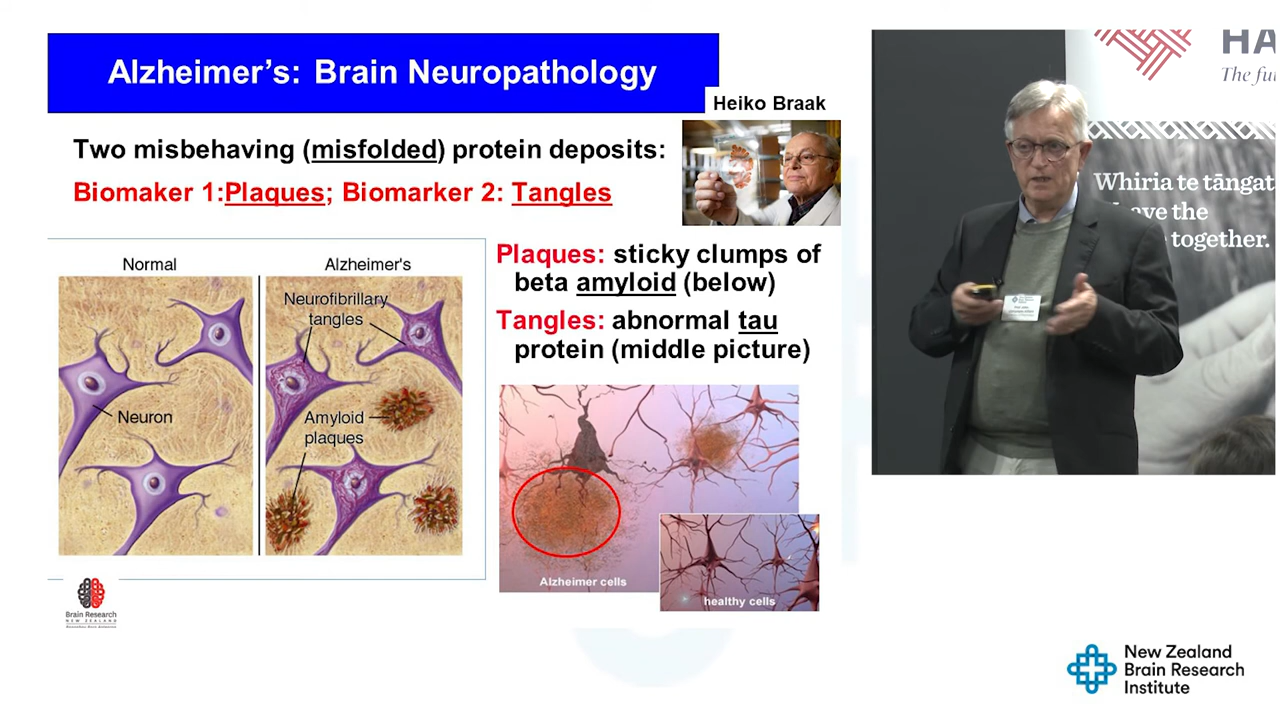 Alzheimer's: Brain Neuropathology
Heiko Braak
Two misbehaving (misfolded) protein deposits:
Biomaker 1:Plaques; Biomarker 2: Tangles
Plaques: sticky clumps of
beta amyloid (below)
Tangles: abnormal tau
protein (middle picture)
Normal
Alzheimer's
Neurofibrillary
tangles
Neuron
Amyloid
plaques
Alzheimer cells
healthy cells
Brain Research
NEW ZEALAND
HA
The fu
Whiria te tāngat
the
together.
New Zealand
Brain Research
Institute